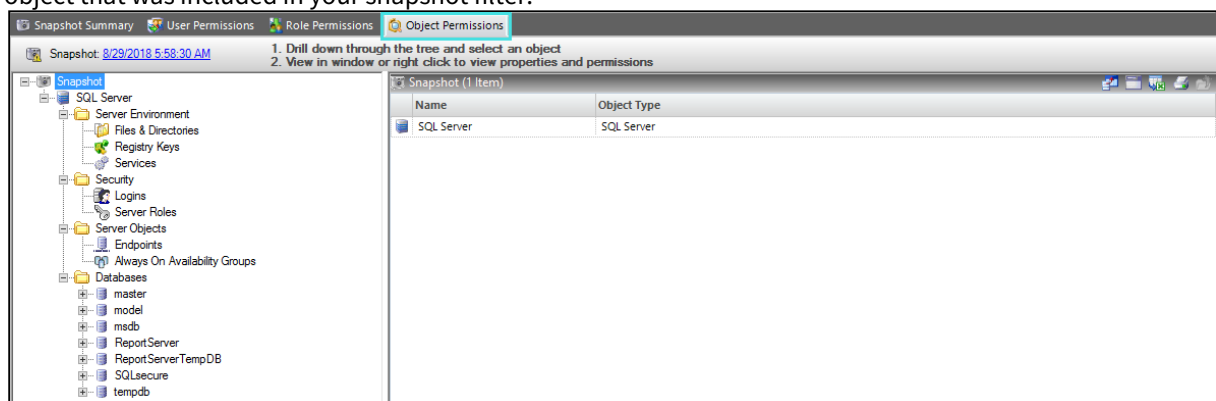 object that was included in your snapshot filter.
Snapshot Summary User Permissions Role Permissions Object Permissions
Snapshot: 8/29/2018 5:58:30 AM
1. Drill down through the tree and select an object
2. View in window or right click to view properties and permissions
Snapshot
SQL Server
Server Environment
Files & Directories
Registry Keys
Services
Security
Logins
Server Roles
Server Objects
Endpoints
Always On Availability Groups
Databases
master
model
msdb
ReportServer
ReportServerTempDB
SQLsecure
tempdb
Snapshot (1 Item)
Name Object Type
SQL Server SQL Server